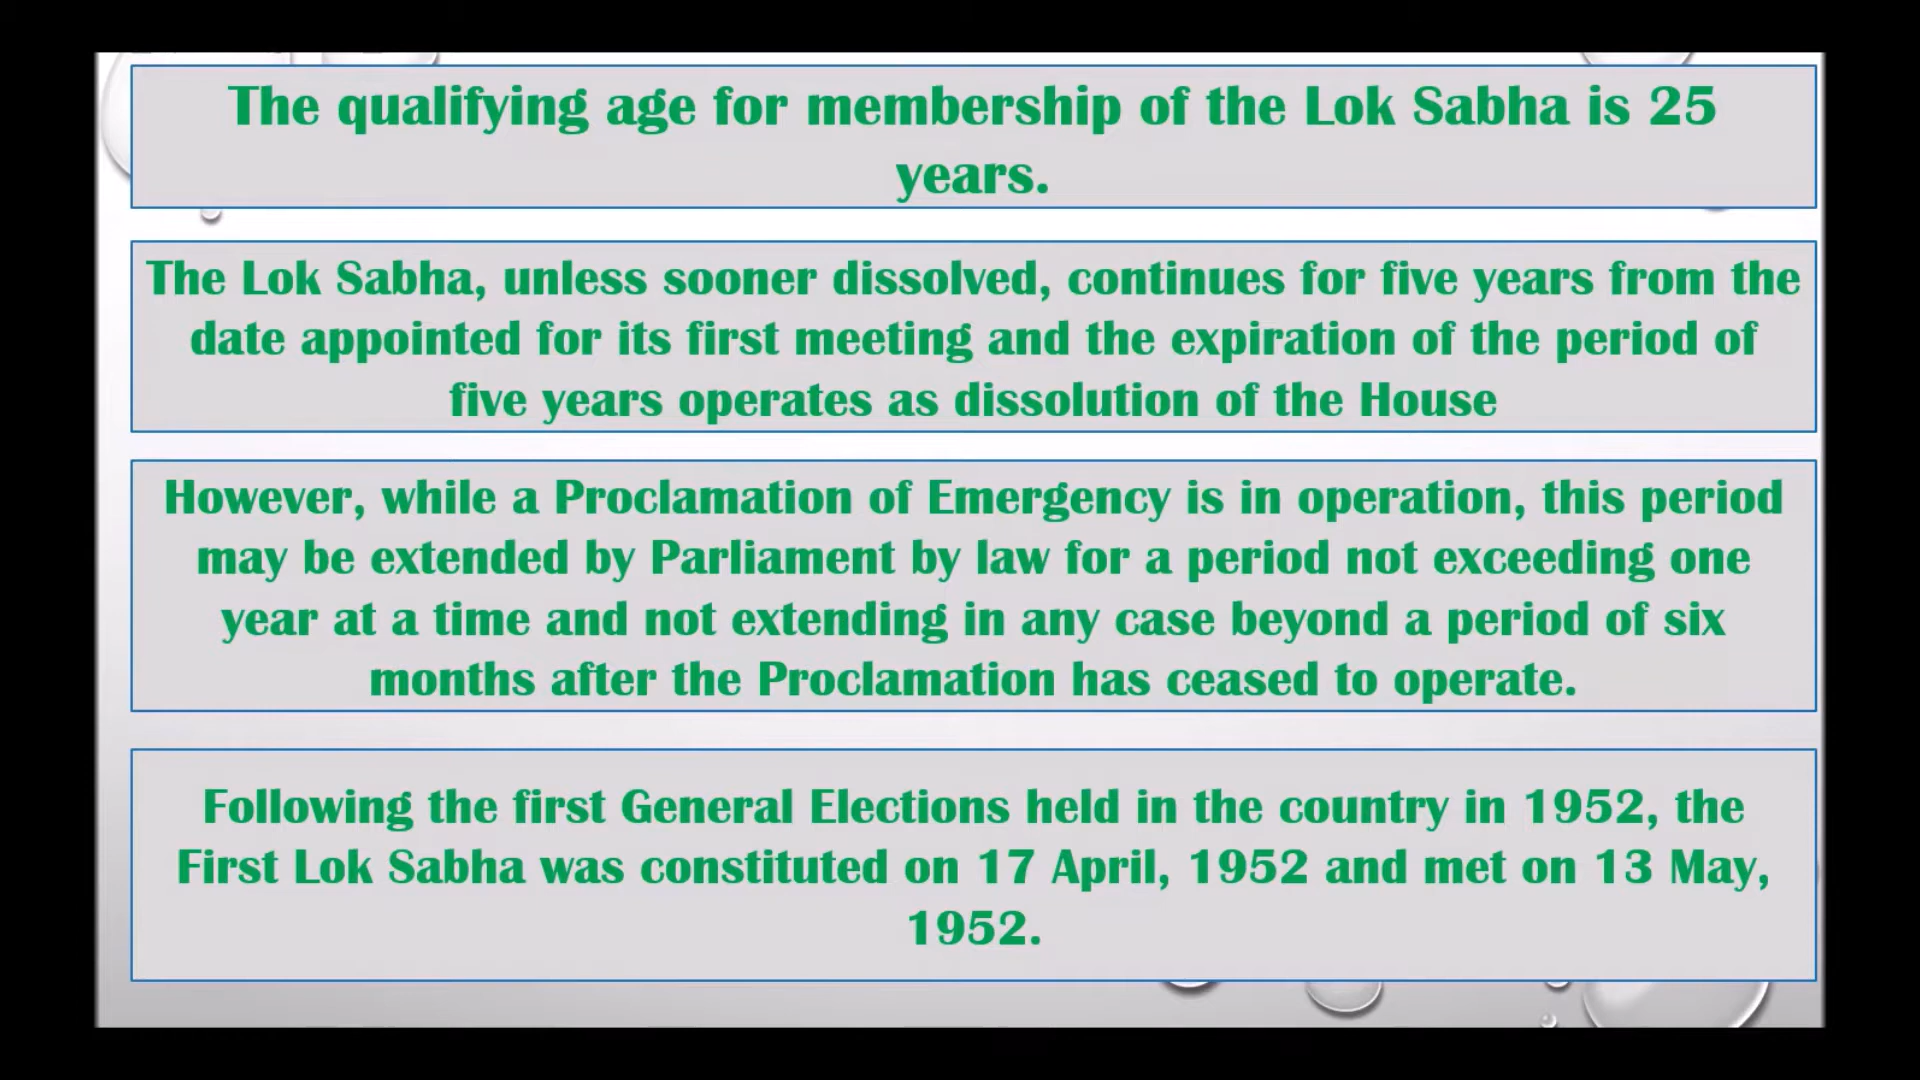 The qualifying age for membership of the Lok Sabha is 25
years.
The Lok Sabha, unless sooner dissolved, continues for five years from the
date appointed for its first meeting and the expiration of the period of
five years operates as dissolution of the House
However, while a Proclamation of Emergency is in operation, this period
may be extended by Parliament by law for a period not exceeding one
year at a time and not extending in any case beyond a period of six
months after the Proclamation has ceased to operate.
Following the first General Elections held in the country in 1952, the
First Lok Sabha was constituted on 17 April, 1952 and met on 13 May,
1952.